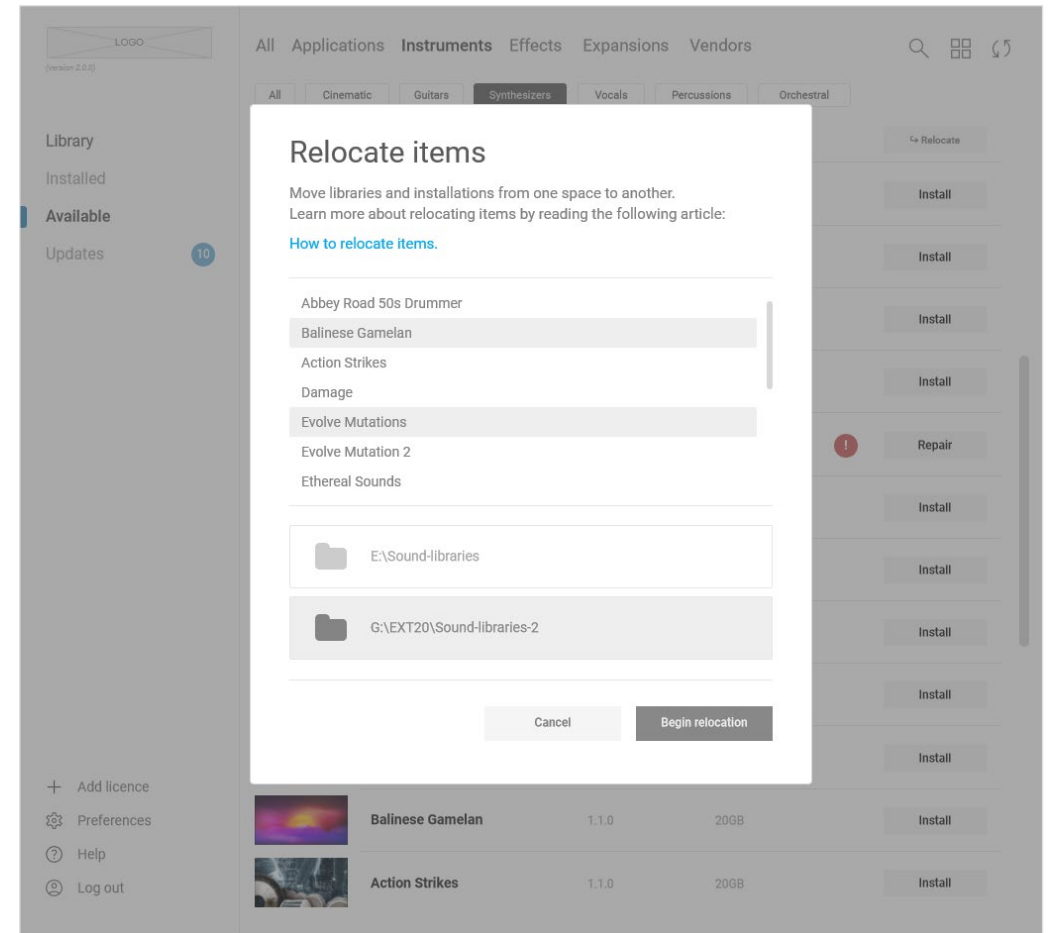 LOGO
(version 2.0.0)
All Applications Instruments Effects Expansions Vendors
All Cinematic Guitars Synthesizers Vocals Percussions Orchestral
Library
Installed
Available
Updates 10
Relocate items
Move libraries and installations from one space to another.
Learn more about relocating items by reading the following article:
How to relocate items.
Abbey Road 50s Drummer
Balinese Gamelan
Action Strikes
Damage
Evolve Mutations
Evolve Mutation 2
Ethereal Sounds
E:\Sound-libraries
G:\EXT20\Sound-libraries-2
Cancel Begin relocation
Relocate
Install
Install
Install
Install
! Repair
Install
Install
Install
Install
Install
Balinese Gamelan 1.1.0 20GB Install
Action Strikes 1.1.0 20GB Install
Add licence
Preferences
? Help
Log out